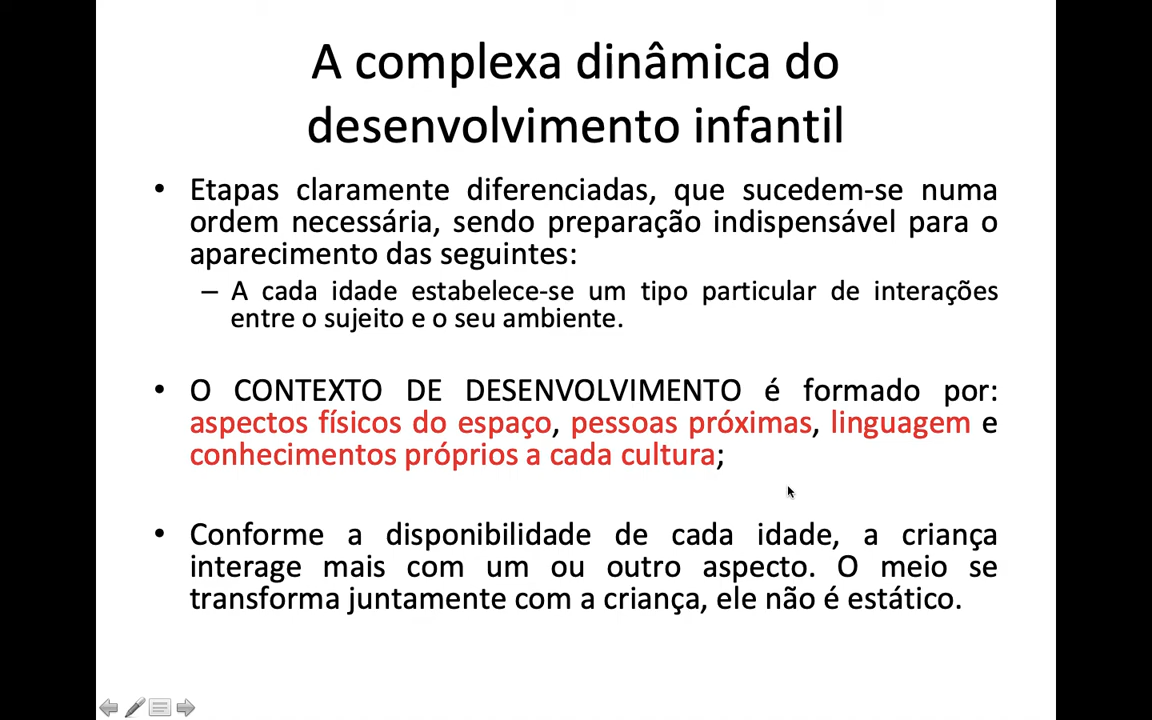 A complexa dinâmica do
desenvolvimento infantil
• Etapas claramente diferenciadas, que sucedem-se numa
ordem necessária, sendo preparação indispensável para o
aparecimento das seguintes:
– A cada idade estabelece-se um tipo particular de interações
entre o sujeito e o seu ambiente.
• O CONTEXTO DE DESENVOLVIMENTO é formado por:
aspectos físicos do espaço, pessoas próximas, linguagem e
conhecimentos próprios a cada cultura;
• Conforme a disponibilidade de cada idade, a criança
interage mais com um ou outro aspecto. O meio se
transforma juntamente com a criança, ele não é estático.